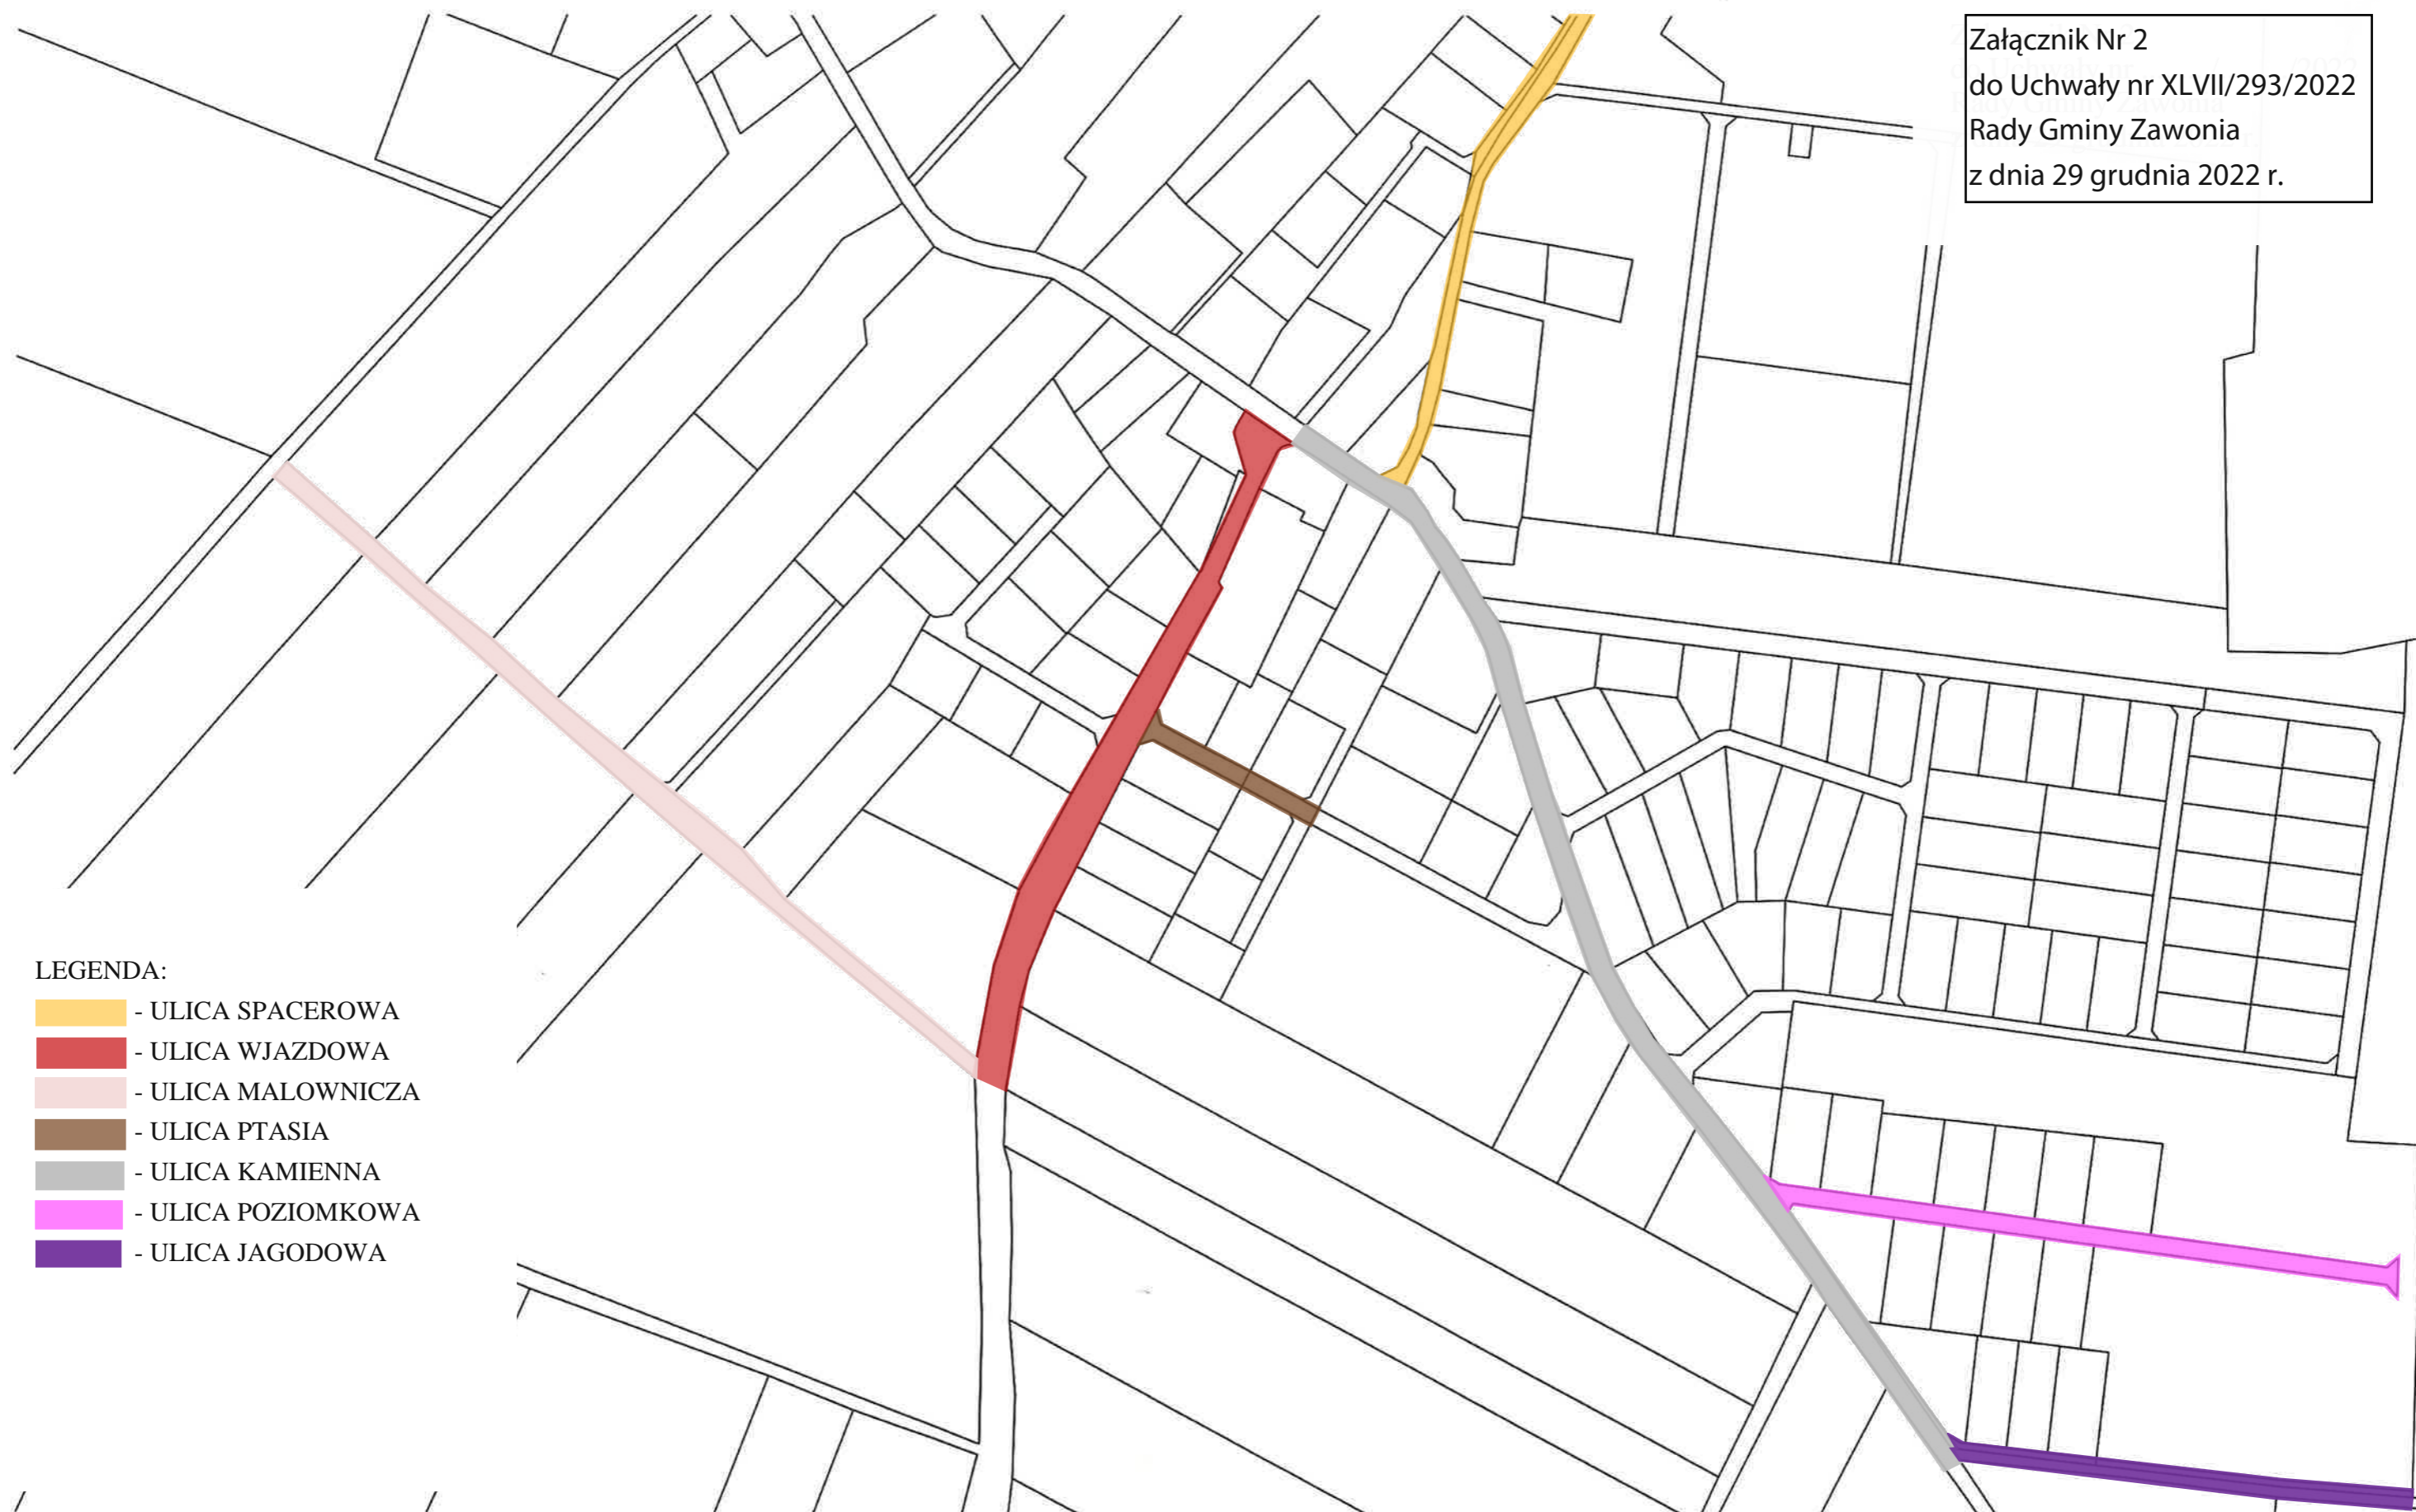 Załącznik Nr 2
do Uchwały nr XLVII/293/2022
Rady Gminy Zawonia
z dnia 29 grudnia 2022 r.
LEGENDA:
- ULICA SPACEROWA
- ULICA WJAZDOWA
- ULICA MALOWNICZA
- ULICA PTASIA
- ULICA KAMIENNA
- ULICA POZIOMKOWA
- ULICA JAGODOWA